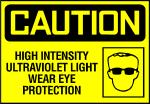 CAUTION
HIGH INTENSITY
ULTRAVIOLET LIGHT
WEAR EYE
PROTECTION